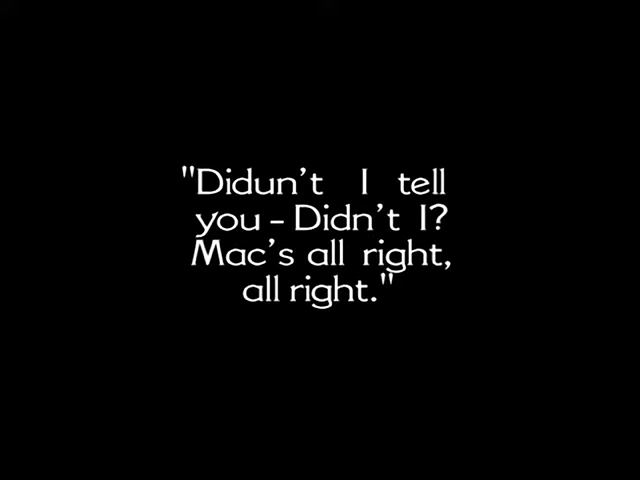 "Didun't I tell
you - Didn't I?
Mac's all right,
all right."